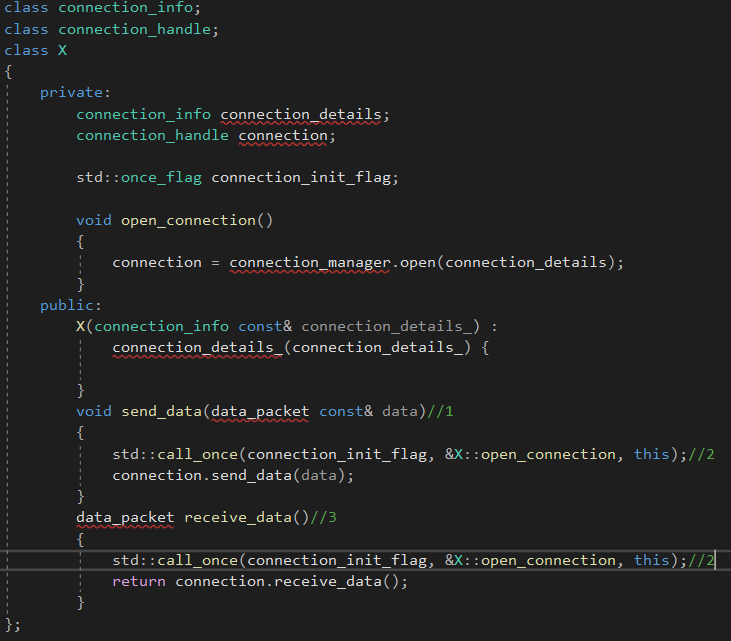 class connection_info;
class connection_handle;
class X
{
private:
connection_info connection_details;
connection_handle connection;
std::once_flag connection_init_flag;
void open_connection()
{
connection = connection_manager.open(connection_details);
}
public:
X(connection_info const& connection_details_) :
connection_details_(connection_details_) {
}
void send_data(data_packet const& data)//1
{
std::call_once(connection_init_flag, &X::open_connection, this);//2
connection.send_data(data);
}
data_packet receive_data()//3
{
std::call_once(connection_init_flag, &X::open_connection, this);//2
return connection.receive_data();
}
};